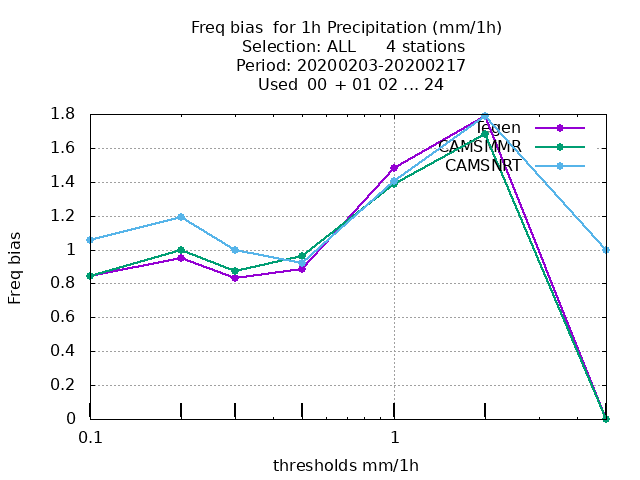 Freq bias  for 1h Precipitation (mm/1h)
Selection: ALL      4 stations
Period: 20200203-20200217
Used  00  + 01 02 ... 24
1.8
1.6
1.4
1.2
1
0.8
0.6
0.4
0.2
0
Freq bias
Tegen
CAMSMMR
CAMSNRT
0.1
1
thresholds mm/1h